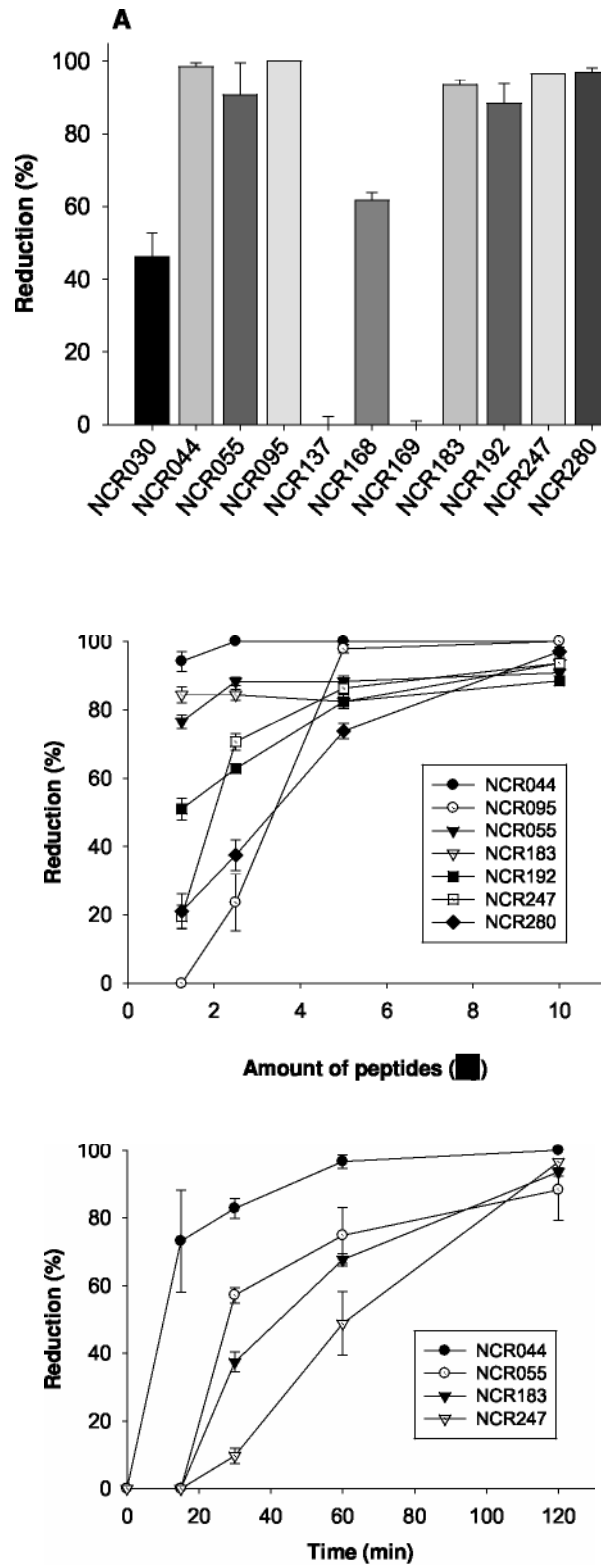 A
Reduction (%)
100
80
60
40
20
0
NCR030
NCR044
NCR055
NCR095
NCR137
NCR168
NCR169
NCR183
NCR192
NCR247
NCR280
Reduction (%)
100
80
60
40
20
0
NCR044
NCR095
NCR055
NCR183
NCR192
NCR247
NCR280
0 2 4 6 8 10
Amount of peptides ( )
Reduction (%)
100
80
60
40
20
0
NCR044
NCR055
NCR183
NCR247
0 20 40 60 80 100 120
Time (min)